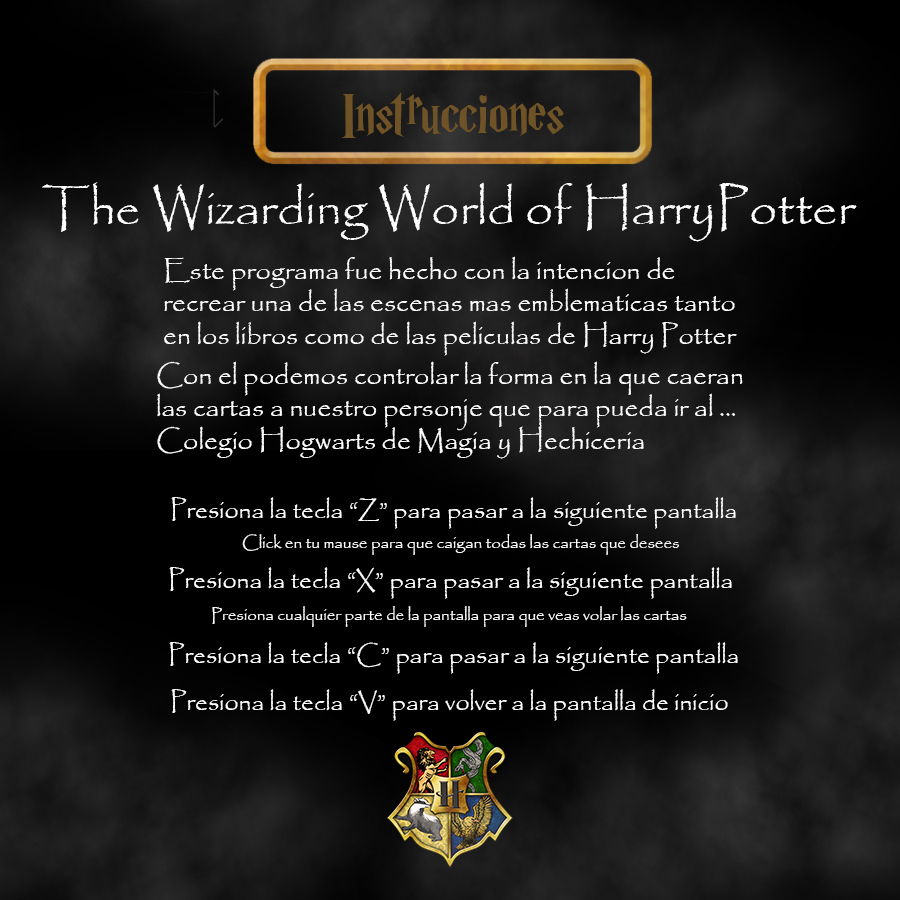 Instrucciones
The Wizarding World of HarryPotter
Este programa fue hecho con la intencion de
recrear una de las escenas mas emblematicas tanto
en los libros como de las peliculas de Harry Potter
Con el podemos controlar la forma en la que caeran
las cartas a nuestro personje que para pueda ir al ...
Colegio Hogwarts de Magia y Hechiceria
Presiona la tecla “Z” para pasar a la siguiente pantalla
Click en tu mause para que caigan todas las cartas que desees
Presiona la tecla “X” para pasar a la siguiente pantalla
Presiona cualquier parte de la pantalla para que veas volar las cartas
Presiona la tecla “C” para pasar a la siguiente pantalla
Presiona la tecla “V” para volver a la pantalla de inicio
H